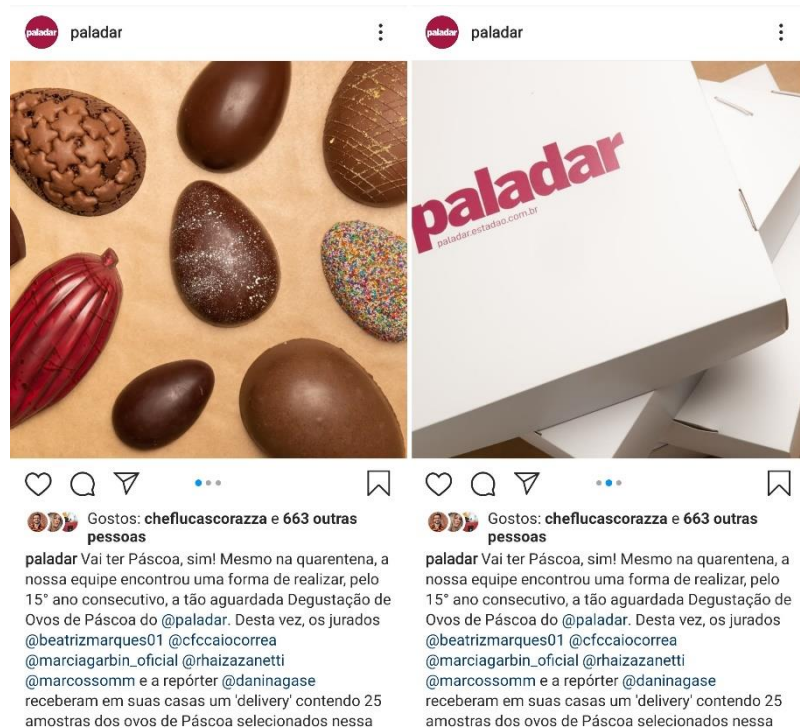 paladar
paladar
Gostos: cheflucascorazza e 663 outras
pessoas
paladar Vai ter Páscoa, sim! Mesmo na quarentena, a
nossa equipe encontrou uma forma de realizar, pelo
15° ano consecutivo, a tão aguardada Degustação de
Ovos de Páscoa do @paladar. Desta vez, os jurados
@beatrizmarques01 @cfccaiocorrea
@marciagarbin_oficial @rhaizazanetti
@marcossomm e a repórter @daninagase
receberam em suas casas um 'delivery' contendo 25
amostras dos ovos de Páscoa selecionados nessa
paladar
paladar
paladar
paladar.estadao.com.br
Gostos: cheflucascorazza e 663 outras
pessoas
paladar Vai ter Páscoa, sim! Mesmo na quarentena, a
nossa equipe encontrou uma forma de realizar, pelo
15° ano consecutivo, a tão aguardada Degustação de
Ovos de Páscoa do @paladar. Desta vez, os jurados
@beatrizmarques01 @cfccaiocorrea
@marciagarbin_oficial @rhaizazanetti
@marcossomm e a repórter @daninagase
receberam em suas casas um 'delivery' contendo 25
amostras dos ovos de Páscoa selecionados nessa